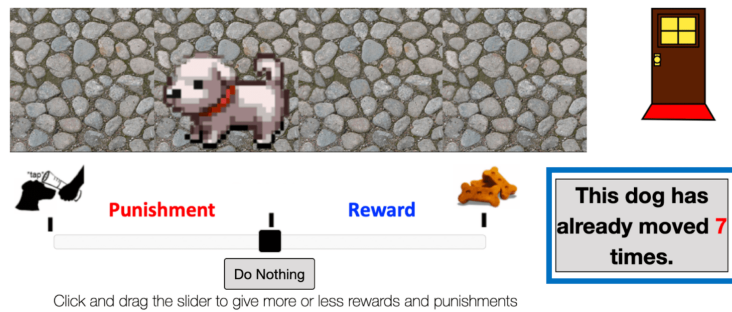 "tap"
Punishment
Reward
Do Nothing
Click and drag the slider to give more or less rewards and punishments
This dog has
already moved 7
times.